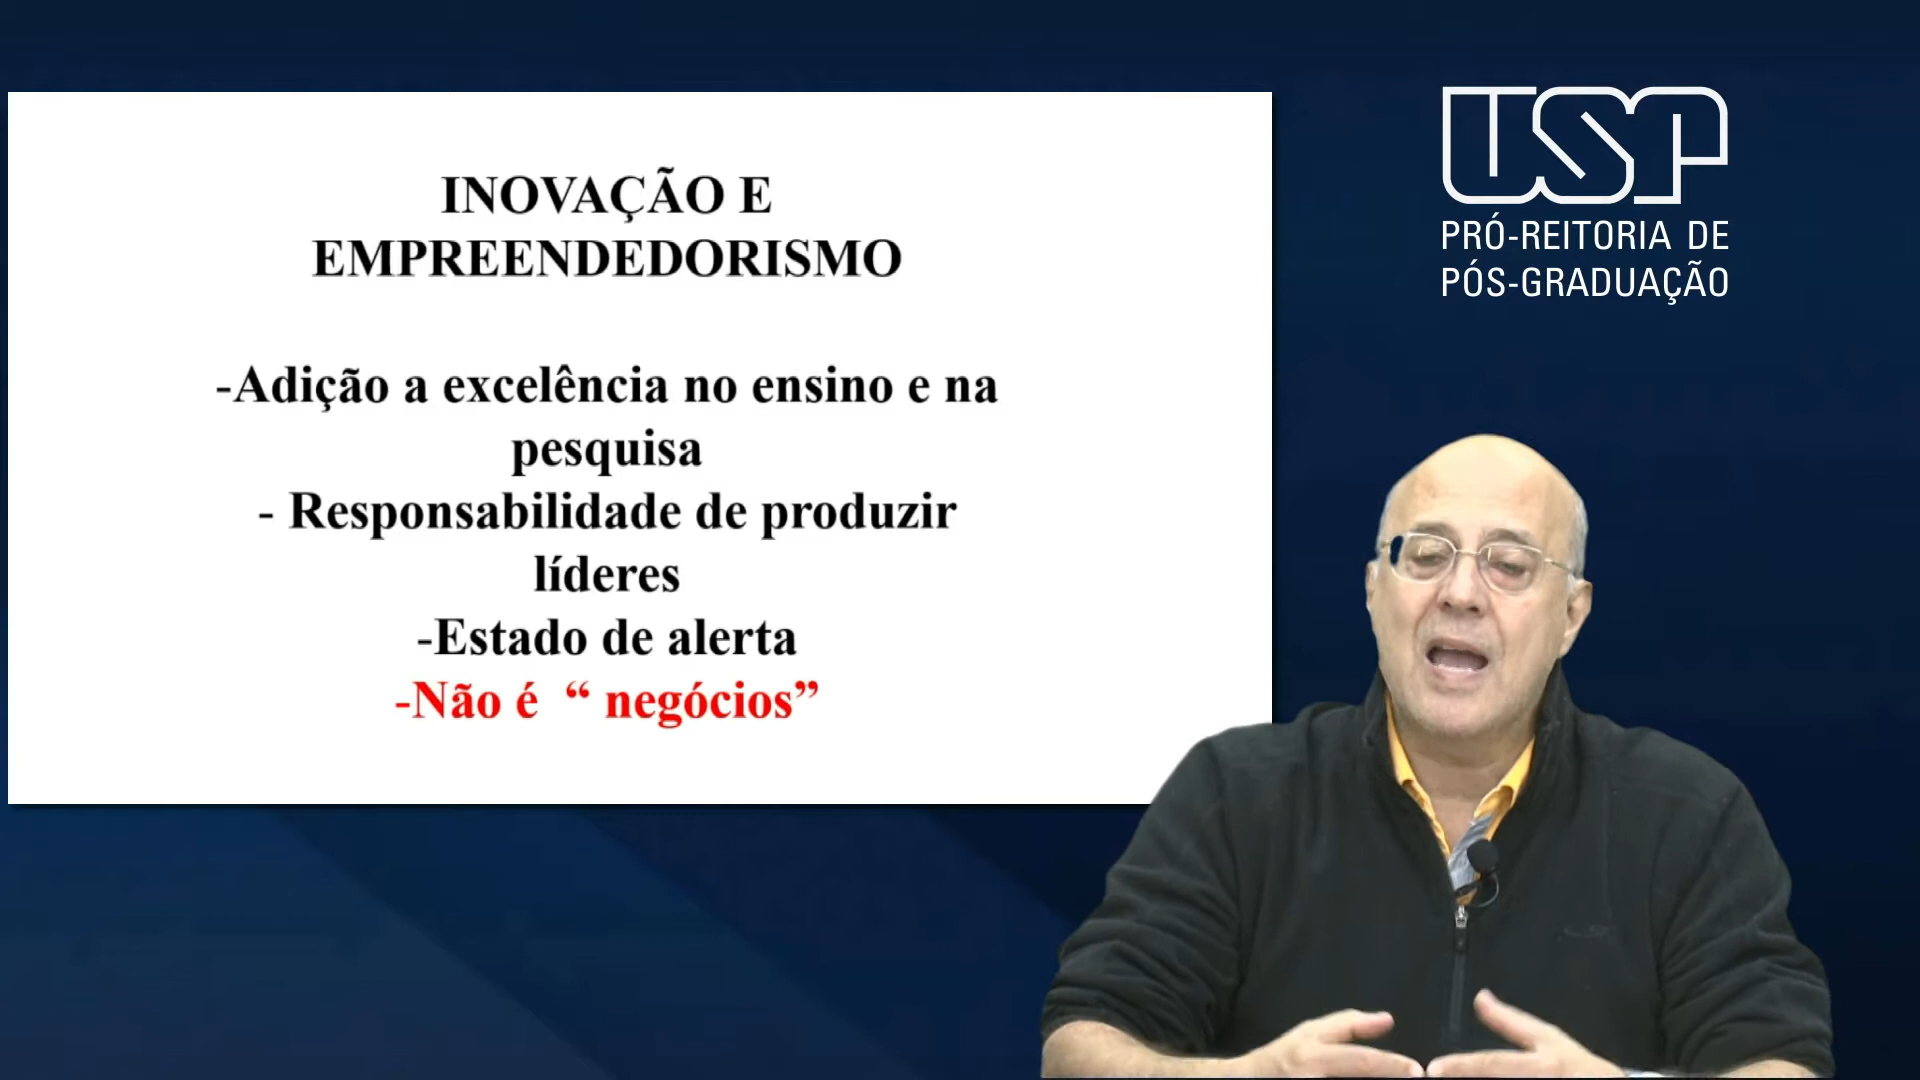 INOVAÇÃO E
EMPREENDEDORISMO
-Adição a excelência no ensino e na
pesquisa
- Responsabilidade de produzir
líderes
-Estado de alerta
-Não é  “ negócios”
USP
PRÓ-REITORIA DE
PÓS-GRADUAÇÃO